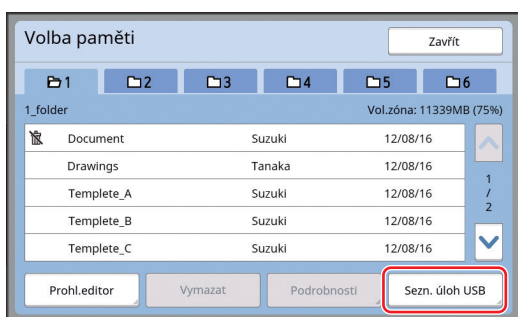 Volba paměti
Zavřít
1 2 3 4 5 6
1_folder Vol.zóna: 11339MB (75%)
Document Suzuki 12/08/16
Drawings Tanaka 12/08/16
Templete_A Suzuki 12/08/16
Templete_B Suzuki 12/08/16
Templete_C Suzuki 12/08/16
1
/
2
Prohl.editor Vymazat Podrobnosti Sezn. úloh USB